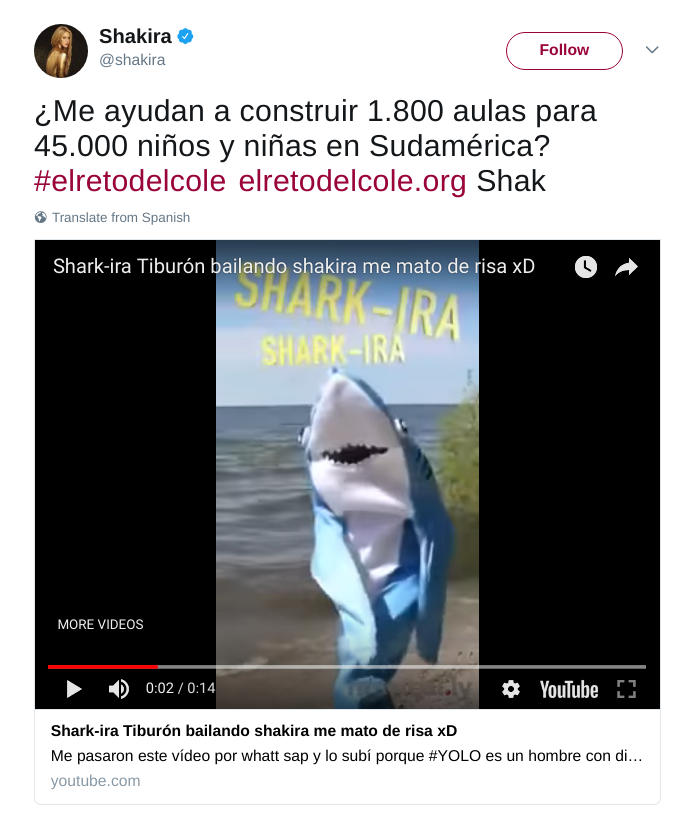 Shakira
@shakira
Follow
¿Me ayudan a construir 1.800 aulas para
45.000 niños y niñas en Sudamérica?
#elretodelcole elretodelcole.org Shak
Translate from Spanish
Shark-ira Tiburón bailando shakira me mato de risa xD
SHARK-IRA
SHARK-IRA
MORE VIDEOS
0:02 / 0:14
YouTube
Shark-ira Tiburón bailando shakira me mato de risa xD
Me pasaron este vídeo por whatt sap y lo subí porque #YOLO es un hombre con di…
youtube.com